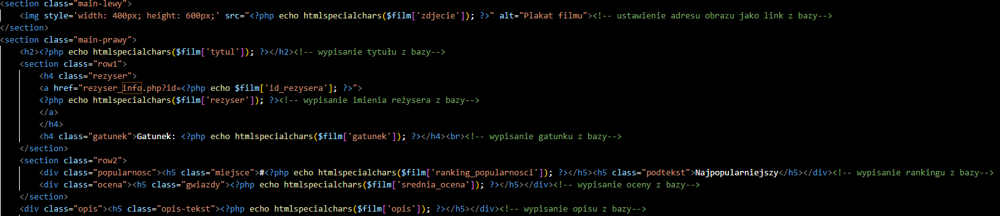 <section class="main-lewy">
<img style='width: 400px; height: 600px;' src="<?php echo htmlspecialchars($film['zdjecie']); ?>" alt="Plakat filmu"><!-- ustawienie adresu obrazu jako link z bazy-->
</section>
<section class="main-prawy">
<h2><?php echo htmlspecialchars($film['tytul']); ?></h2><!-- wypisanie tytułu z bazy-->
<section class="row1">
<h4 class="rezyser">
<a href="rezyser_info.php?id=<?php echo $film['id_rezysera']; ?>">
<?php echo htmlspecialchars($film['rezyser']); ?><!-- wypisanie imienia reżysera z bazy-->
</a>
</h4>
<h4 class="gatunek">Gatunek: <?php echo htmlspecialchars($film['gatunek']); ?></h4><br><!-- wypisanie gatunku z bazy-->
</section>
<section class="row2">
<div class="popularnosc"><h5 class="miejsce">#<?php echo htmlspecialchars($film['ranking_popularnosci']); ?></h5><h5 class="podtekst">Najpopularniejszy</h5></div><!-- wypisanie rankingu z bazy-->
<div class="ocena"><h5 class="gwiazdy"><?php echo htmlspecialchars($film['srednia_ocena']); ?></h5></div><!-- wypisanie oceny z bazy-->
</section>
<div class="opis"><h5 class="opis-tekst"><?php echo htmlspecialchars($film['opis']); ?></h5></div><!-- wypisanie opisu z bazy-->